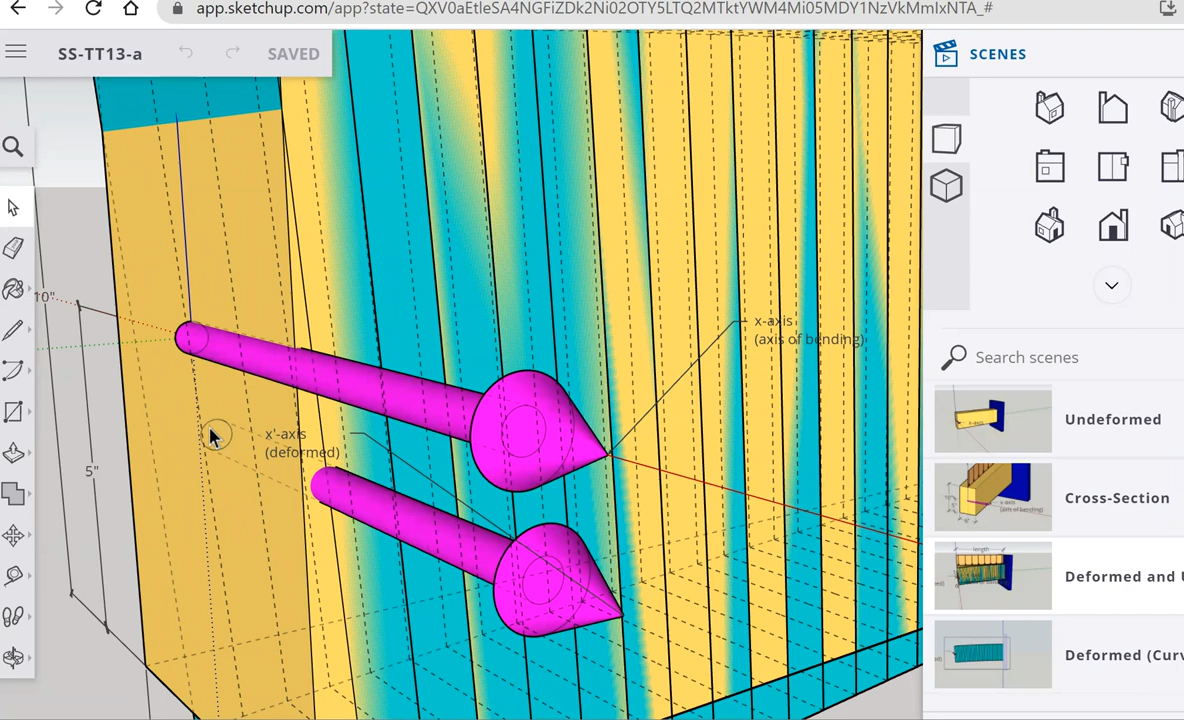 app.sketchup.com/app?state=QXV0aEtleSA4NGFiZDk2Ni02OTY5LTQ2MTktYWM4Mi05MDY1NzVkMmIxNTA_#
SS-TT13-a
SAVED
SCENES
Search scenes
Undeformed
Cross-Section
Deformed and U
Deformed (Curv
10"
5"
x-axis
(axis of bending)
x'-axis
(deformed)